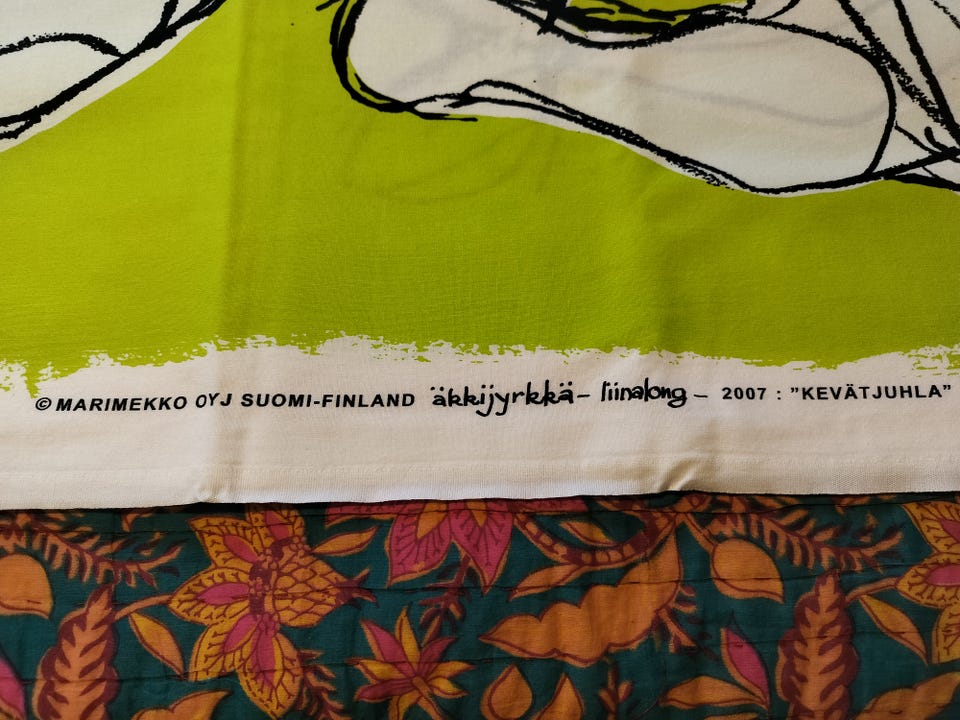 © MARIMEKKO OYJ SUOMI-FINLAND äkkijyrkkä – liinalong – 2007 : ”KEVÄTJUHLA”